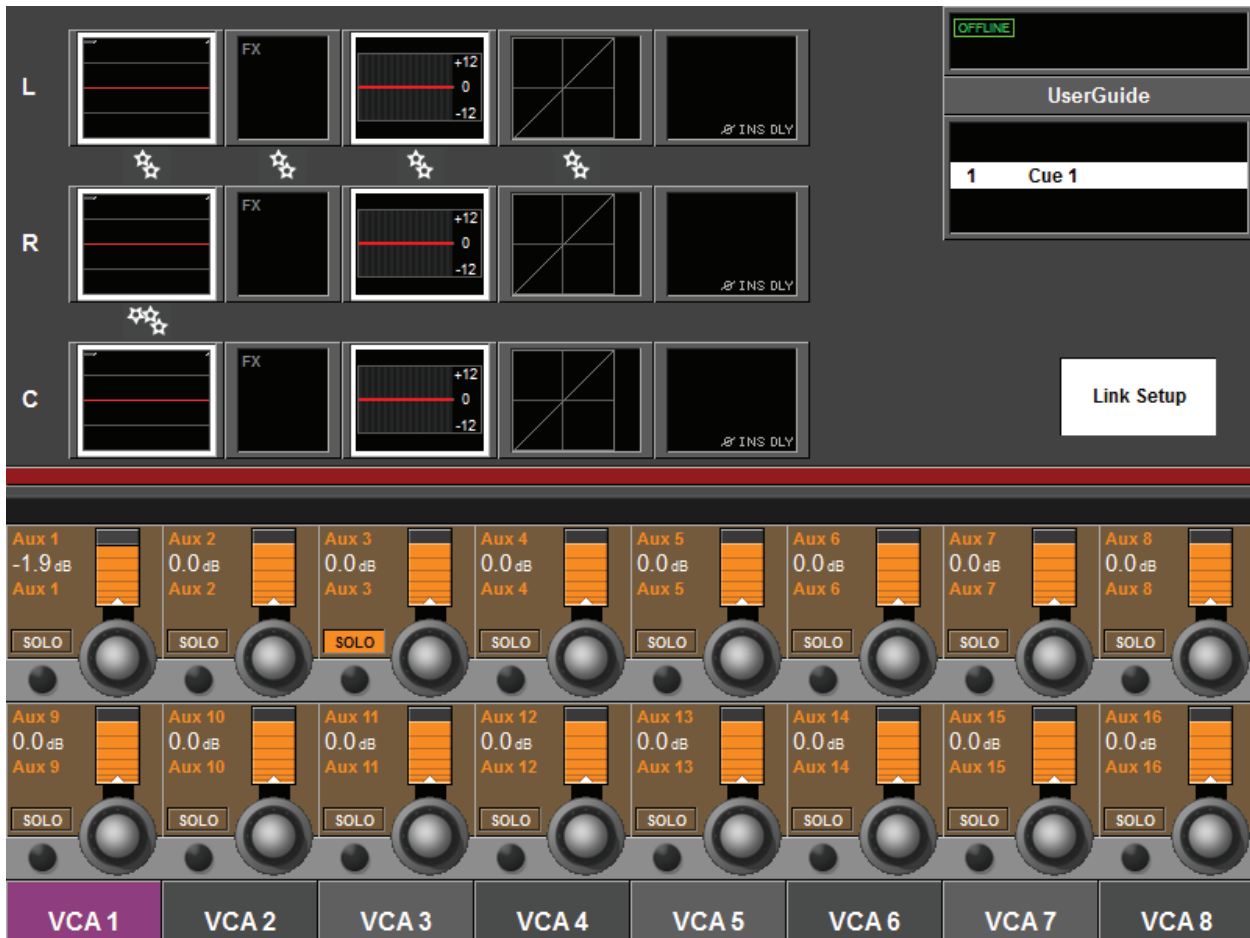 OFFLINE
UserGuide
1 Cue 1
L
+12
0
-12
FX
Ø INS DLY
R
FX
+12
0
-12
Ø INS DLY
C
FX
+12
0
-12
Ø INS DLY
Link Setup
Aux 1 Aux 2 Aux 3 Aux 4 Aux 5 Aux 6 Aux 7 Aux 8
-1.9 dB 0.0 dB 0.0 dB 0.0 dB 0.0 dB 0.0 dB 0.0 dB 0.0 dB
Aux 1 Aux 2 Aux 3 Aux 4 Aux 5 Aux 6 Aux 7 Aux 8
SOLO SOLO SOLO SOLO SOLO SOLO SOLO SOLO
Aux 9 Aux 10 Aux 11 Aux 12 Aux 13 Aux 14 Aux 15 Aux 16
0.0 dB 0.0 dB 0.0 dB 0.0 dB 0.0 dB 0.0 dB 0.0 dB 0.0 dB
Aux 9 Aux 10 Aux 11 Aux 12 Aux 13 Aux 14 Aux 15 Aux 16
SOLO SOLO SOLO SOLO SOLO SOLO SOLO SOLO
VCA 1 VCA 2 VCA 3 VCA 4 VCA 5 VCA 6 VCA 7 VCA 8